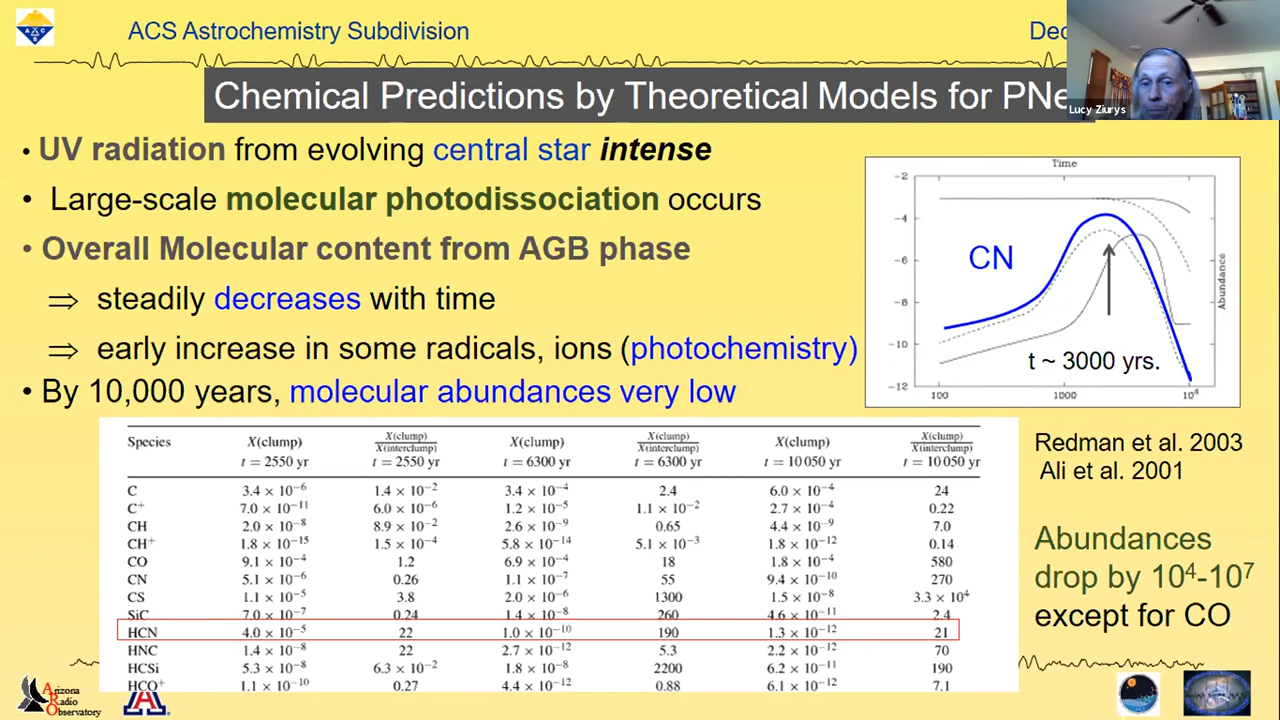 ACS Astrochemistry Subdivision
Dec
Chemical Predictions by Theoretical Models for PNe
Lucy Ziurys
• UV radiation from evolving central star intense
• Large-scale molecular photodissociation occurs
• Overall Molecular content from AGB phase
⇒ steadily decreases with time
⇒ early increase in some radicals, ions (photochemistry)
• By 10,000 years, molecular abundances very low
Time
−2
−4
−6
−8
−10
−12
100
1000
10⁴
Abundance
CN
t ~ 3000 yrs.
Redman et al. 2003
Ali et al. 2001
Abundances
drop by 10⁴-10⁷
except for CO
Species X(clump) X(clump)/X(interclump) X(clump) X(clump)/X(interclump) X(clump) X(clump)/X(interclump)
t = 2550 yr t = 2550 yr t = 6300 yr t = 6300 yr t = 10 050 yr t = 10 050 yr
C 3.4 × 10⁻⁶ 1.4 × 10⁻² 3.4 × 10⁻⁴ 2.4 6.0 × 10⁻⁴ 24
C⁺ 7.0 × 10⁻¹¹ 6.0 × 10⁻⁶ 1.2 × 10⁻⁵ 1.1 × 10⁻² 2.7 × 10⁻⁴ 0.22
CH 2.0 × 10⁻⁸ 8.9 × 10⁻² 2.6 × 10⁻⁹ 0.65 4.4 × 10⁻⁹ 7.0
CH⁺ 1.8 × 10⁻¹⁵ 1.5 × 10⁻⁴ 5.8 × 10⁻¹⁴ 5.1 × 10⁻³ 1.8 × 10⁻¹² 0.14
CO 9.1 × 10⁻⁴ 1.2 6.9 × 10⁻⁴ 18 1.8 × 10⁻⁴ 580
CN 5.1 × 10⁻⁶ 0.26 1.1 × 10⁻⁷ 55 9.4 × 10⁻¹⁰ 270
CS 1.1 × 10⁻⁵ 3.8 2.0 × 10⁻⁶ 1300 1.5 × 10⁻⁸ 3.3 × 10⁴
SiC 7.0 × 10⁻⁷ 0.24 1.4 × 10⁻⁸ 260 4.6 × 10⁻¹¹ 2.4
HCN 4.0 × 10⁻⁵ 22 1.0 × 10⁻¹⁰ 190 1.3 × 10⁻¹² 21
HNC 1.4 × 10⁻⁸ 22 2.7 × 10⁻¹² 5.3 2.2 × 10⁻¹² 70
HCSi 5.3 × 10⁻⁸ 6.3 × 10⁻² 1.8 × 10⁻⁸ 2200 6.2 × 10⁻¹¹ 190
HCO⁺ 1.1 × 10⁻¹⁰ 0.27 4.4 × 10⁻¹² 0.88 6.1 × 10⁻¹² 7.1
Arizona
Radio
Observatory
A